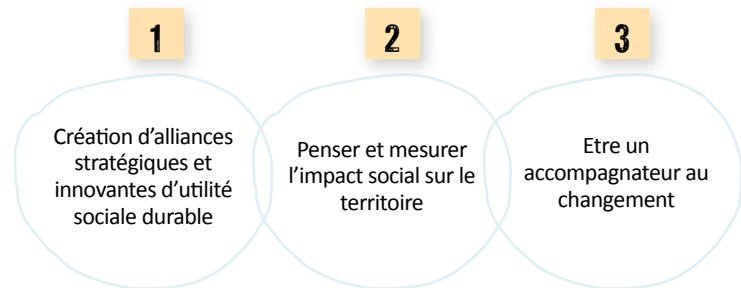 1
2
3
Création d’alliances
stratégiques et
innovantes d’utilité
sociale durable
Penser et mesurer
l’impact social sur le
territoire
Etre un
accompagnateur au
changement